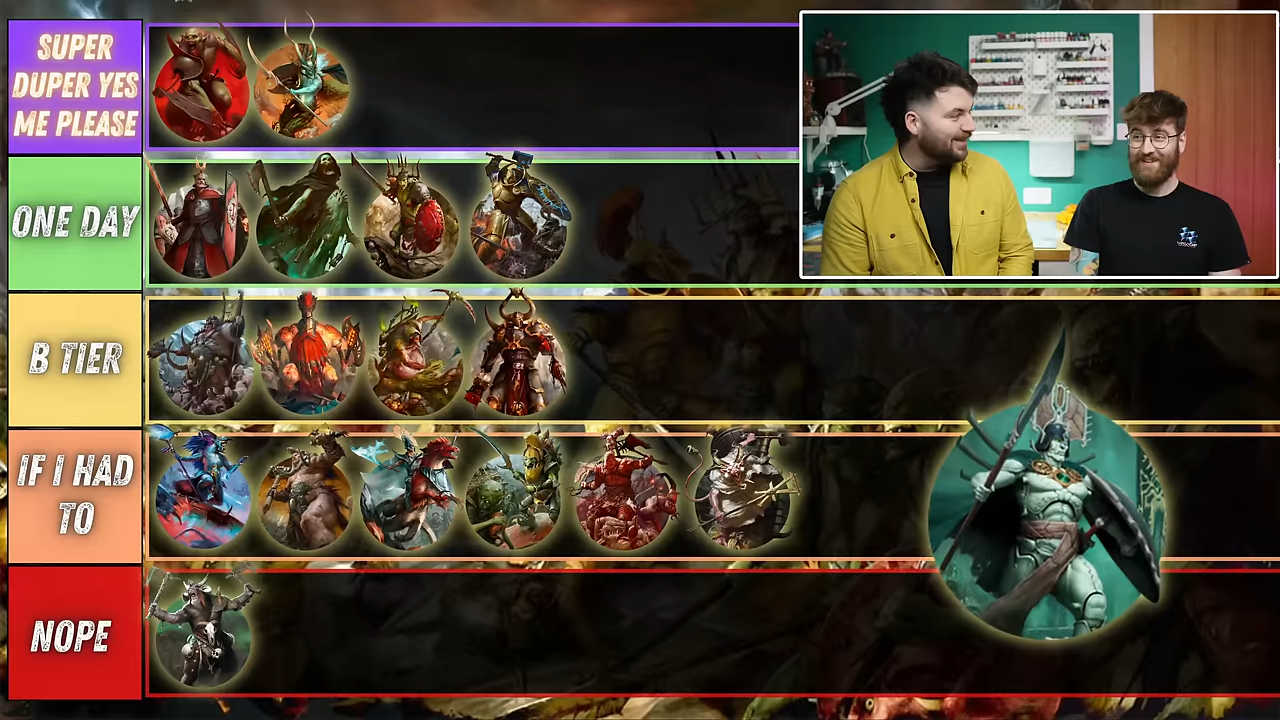 SUPER
DUPER YES
ME PLEASE
ONE DAY
B TIER
IF I HAD
TO
NOPE